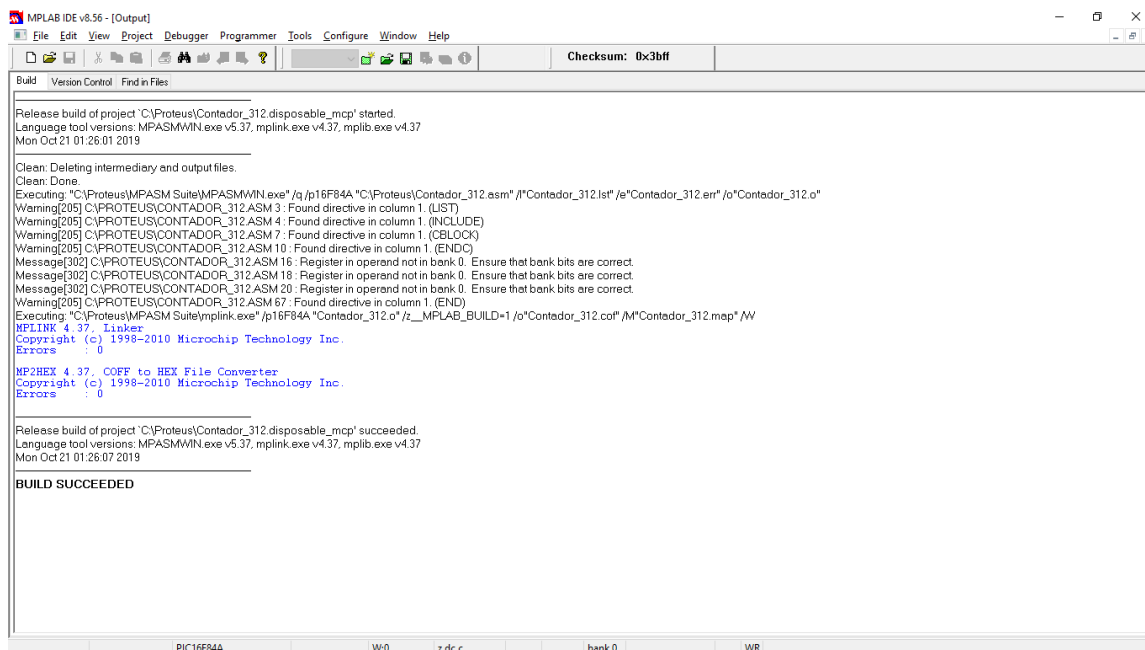 MPLAB IDE v8.56 - [Output]
File Edit View Project Debugger Programmer Tools Configure Window Help
Checksum: 0x3bff
Build Version Control Find in Files
Release build of project `C:\Proteus\Contador_312.disposable_mcp' started.
Language tool versions: MPASMWIN.exe v5.37, mplink.exe v4.37, mplib.exe v4.37
Mon Oct 21 01:26:01 2019
Clean: Deleting intermediary and output files.
Clean: Done.
Executing: "C:\Proteus\MPASM Suite\MPASMWIN.exe" /q /p16F84A "C:\Proteus\Contador_312.asm" /l"Contador_312.lst" /e"Contador_312.err" /o"Contador_312.o"
Warning[205] C:\PROTEUS\CONTADOR_312.ASM 3 : Found directive in column 1. (LIST)
Warning[205] C:\PROTEUS\CONTADOR_312.ASM 4 : Found directive in column 1. (INCLUDE)
Warning[205] C:\PROTEUS\CONTADOR_312.ASM 7 : Found directive in column 1. (CBLOCK)
Warning[205] C:\PROTEUS\CONTADOR_312.ASM 10 : Found directive in column 1. (ENDC)
Message[302] C:\PROTEUS\CONTADOR_312.ASM 16 : Register in operand not in bank 0. Ensure that bank bits are correct.
Message[302] C:\PROTEUS\CONTADOR_312.ASM 18 : Register in operand not in bank 0. Ensure that bank bits are correct.
Message[302] C:\PROTEUS\CONTADOR_312.ASM 20 : Register in operand not in bank 0. Ensure that bank bits are correct.
Warning[205] C:\PROTEUS\CONTADOR_312.ASM 67 : Found directive in column 1. (END)
Executing: "C:\Proteus\MPASM Suite\mplink.exe" /p16F84A "Contador_312.o" /z__MPLAB_BUILD=1 /o"Contador_312.cof" /M"Contador_312.map" /W
MPLINK 4.37, Linker
Copyright (c) 1998-2010 Microchip Technology Inc.
Errors : 0
MP2HEX 4.37, COFF to HEX File Converter
Copyright (c) 1998-2010 Microchip Technology Inc.
Errors : 0
Release build of project `C:\Proteus\Contador_312.disposable_mcp' succeeded.
Language tool versions: MPASMWIN.exe v5.37, mplink.exe v4.37, mplib.exe v4.37
Mon Oct 21 01:26:07 2019
BUILD SUCCEEDED
PIC16F84A W:0 z dc c bank 0 WR